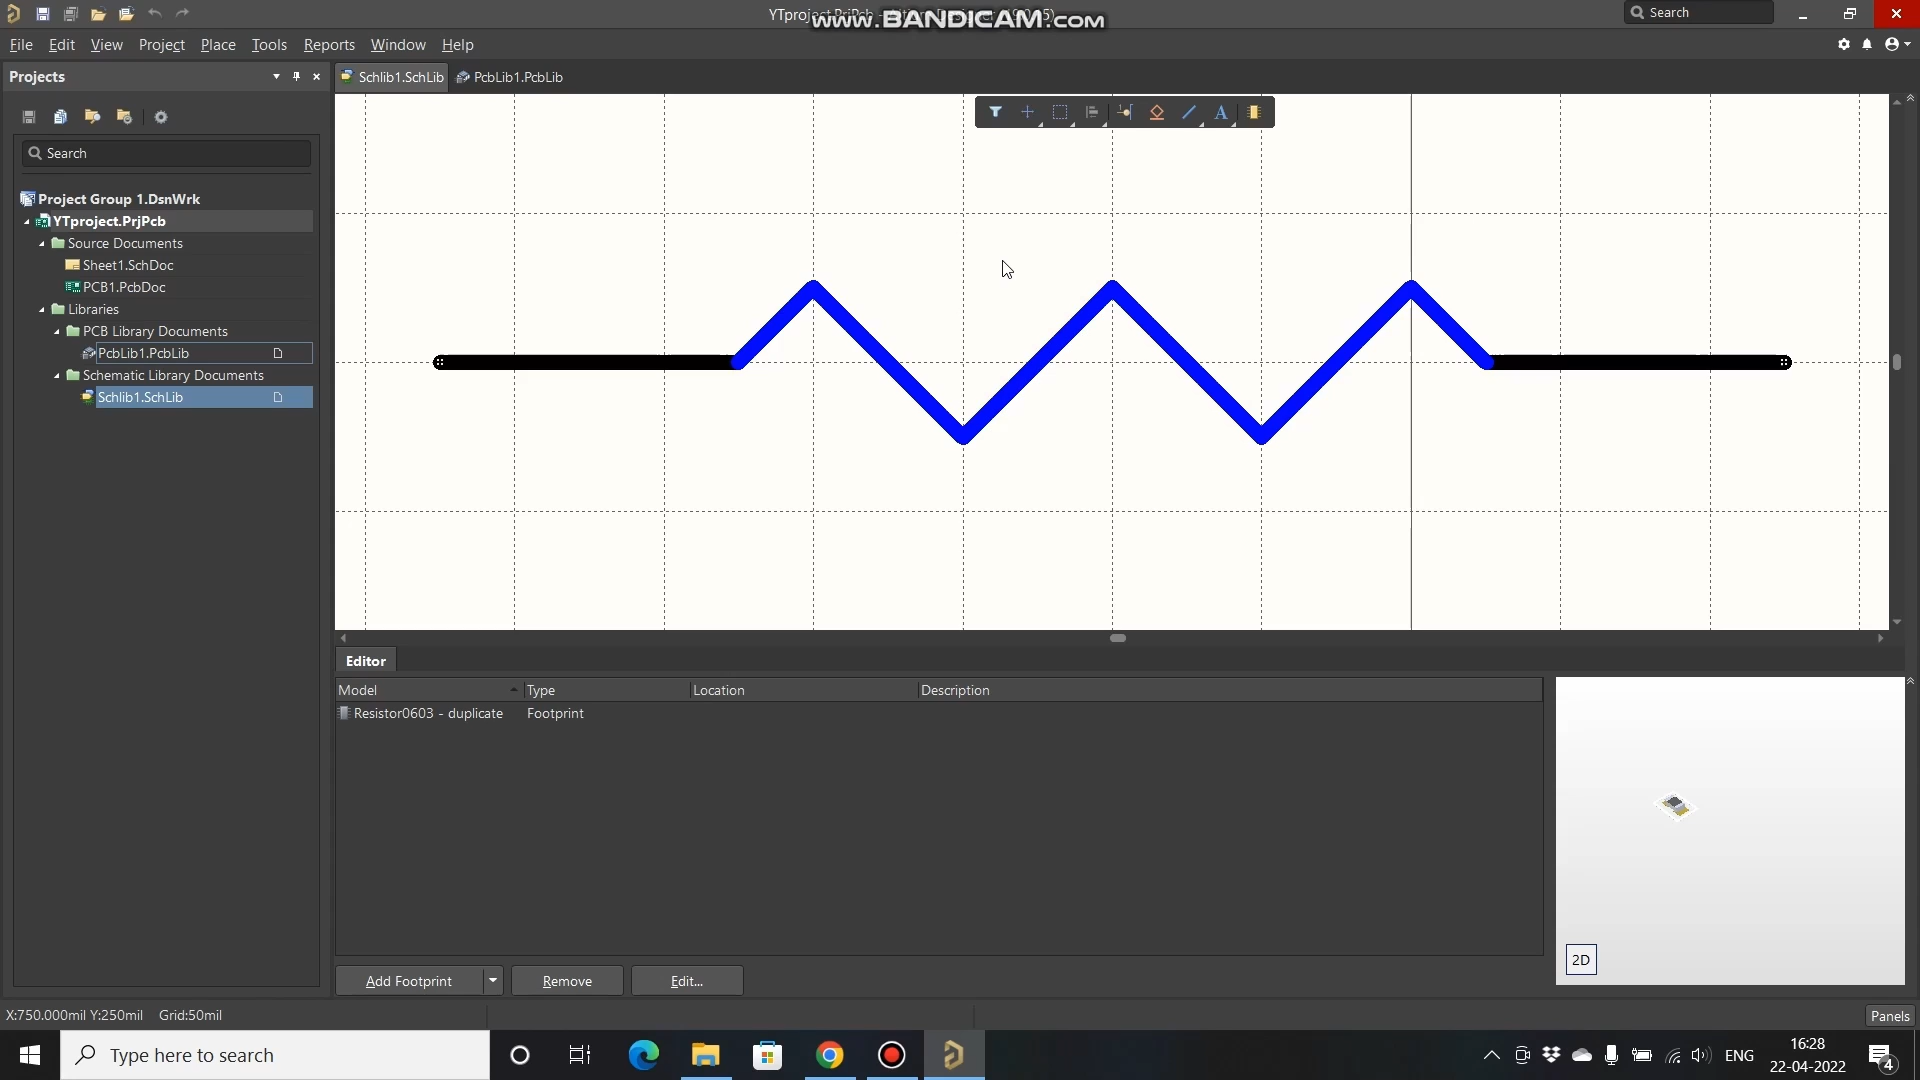 YTproject.PrjPcb
www.BANDICAM.com
Search
File Edit View Project Place Tools Reports Window Help
Projects
Schlib1.SchLib PcbLib1.PcbLib
Search
Project Group 1.DsnWrk
YTproject.PrjPcb
Source Documents
Sheet1.SchDoc
PCB1.PcbDoc
Libraries
PCB Library Documents
PcbLib1.PcbLib
Schematic Library Documents
Schlib1.SchLib
Editor
Model Type Location Description
Resistor0603 - duplicate Footprint
2D
Add Footprint Remove Edit...
X:750.000mil Y:250mil Grid:50mil
Panels
Type here to search
ENG
16:28
22-04-2022
4